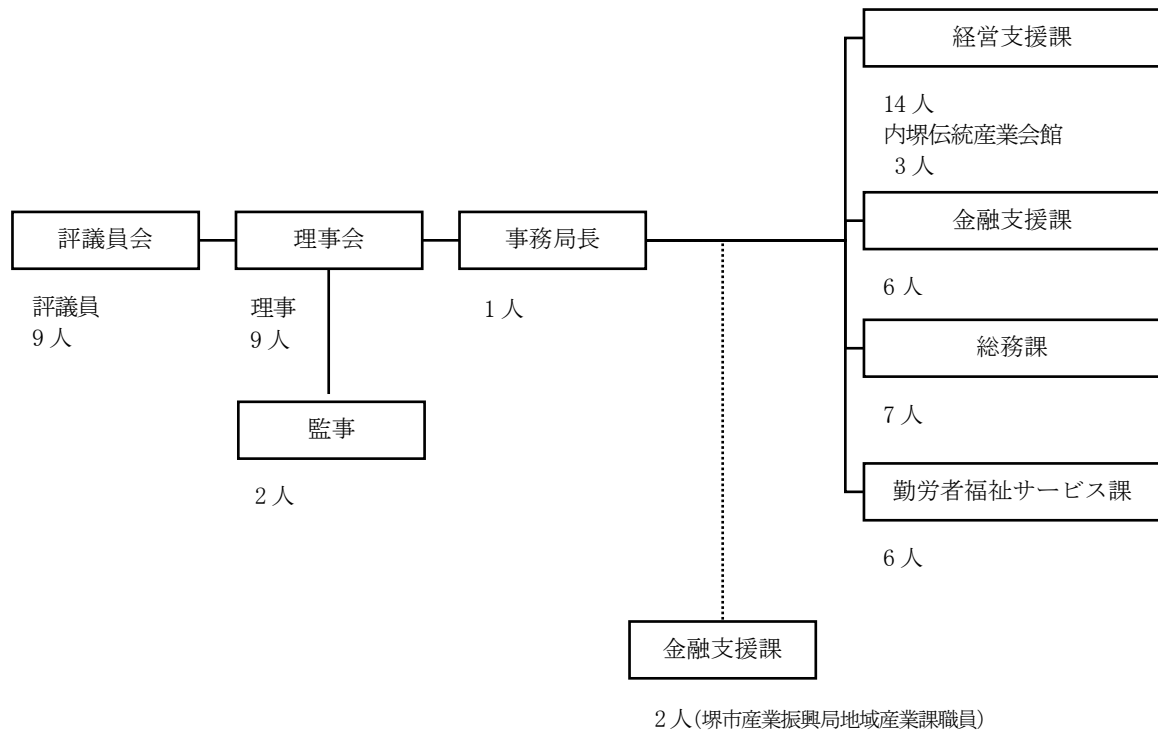 経営支援課
14人
内堺伝統産業会館
3人
評議員会
評議員
9人
理事会
理事
9人
事務局長
1人
金融支援課
6人
総務課
7人
監事
2人
勤労者福祉サービス課
6人
金融支援課
2人(堺市産業振興局地域産業課職員)